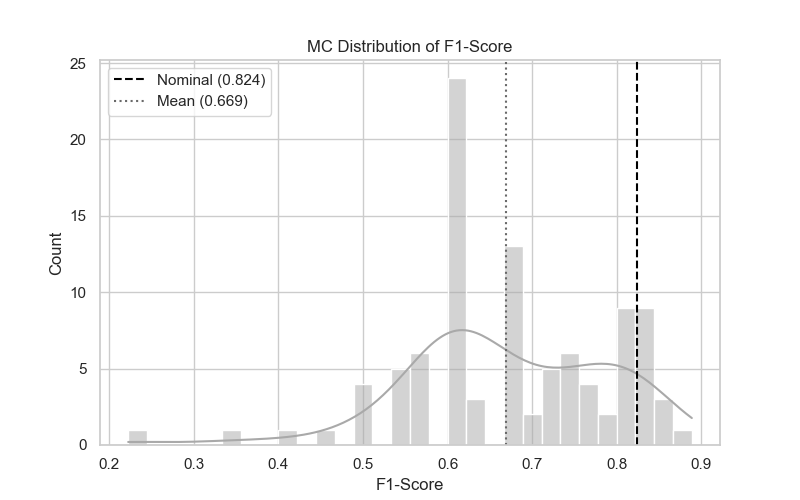 MC Distribution of F1-Score
Nominal (0.824)
Mean (0.669)
25
20
15
10
5
0
Count
0.2 0.3 0.4 0.5 0.6 0.7 0.8 0.9
F1-Score